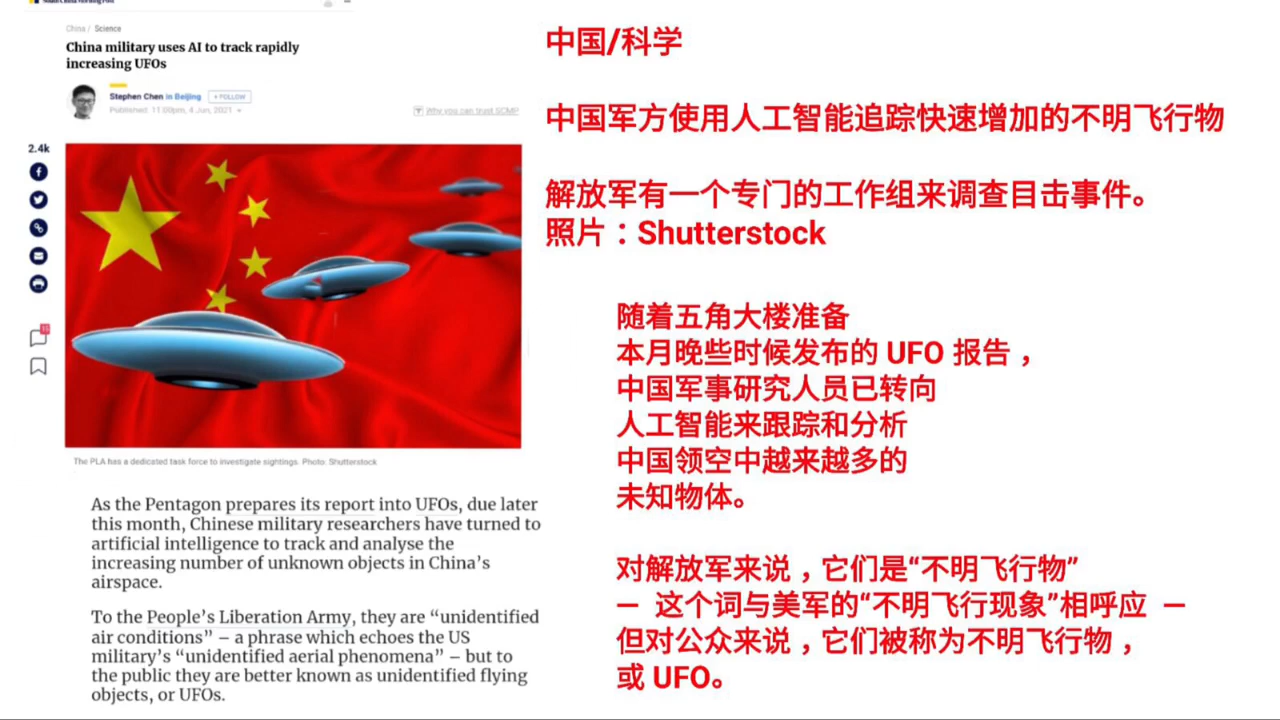 China / Science
China military uses AI to track rapidly
increasing UFOs
Stephen Chen in Beijing + FOLLOW
Published: 11:00pm, 4 Jun, 2021
Why you can trust SCMP
2.4k
The PLA has a dedicated task force to investigate sightings. Photo: Shutterstock
As the Pentagon prepares its report into UFOs, due later
this month, Chinese military researchers have turned to
artificial intelligence to track and analyse the
increasing number of unknown objects in China's
airspace.
To the People's Liberation Army, they are “unidentified
air conditions” – a phrase which echoes the US
military's “unidentified aerial phenomena” – but to
the public they are better known as unidentified flying
objects, or UFOs.
中国/科学
中国军方使用人工智能追踪快速增加的不明飞行物
解放军有一个专门的工作组来调查目击事件。
照片：Shutterstock
随着五角大楼准备
本月晚些时候发布的 UFO 报告，
中国军事研究人员已转向
人工智能来跟踪和分析
中国领空中越来越多的
未知物体。
对解放军来说，它们是“不明飞行物”
— 这个词与美军的“不明飞行现象”相呼应 —
但对公众来说，它们被称为不明飞行物，
或 UFO。